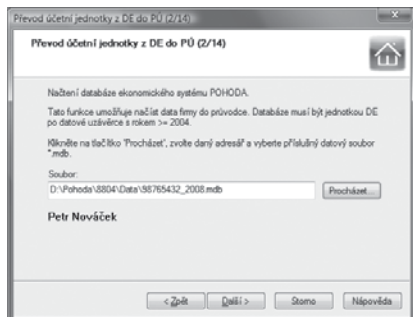 Převod účetní jednotky z DE do PÚ (2/14)
Převod účetní jednotky z DE do PÚ (2/14)
Načtení databáze ekonomického systému POHODA.
Tato funkce umožňuje načíst data firmy do průvodce. Databáze musí být jednotkou DE
po datové uzávěrce s rokem >= 2004.
Klikněte na tlačítko 'Procházet', zvolte daný adresář a vyberte příslušný datový soubor
*.mdb.
Soubor:
D:\Pohoda\8804\Data\98765432_2008.mdb
Procházet...
Petr Nováček
< Zpět
Další >
Storno
Nápověda